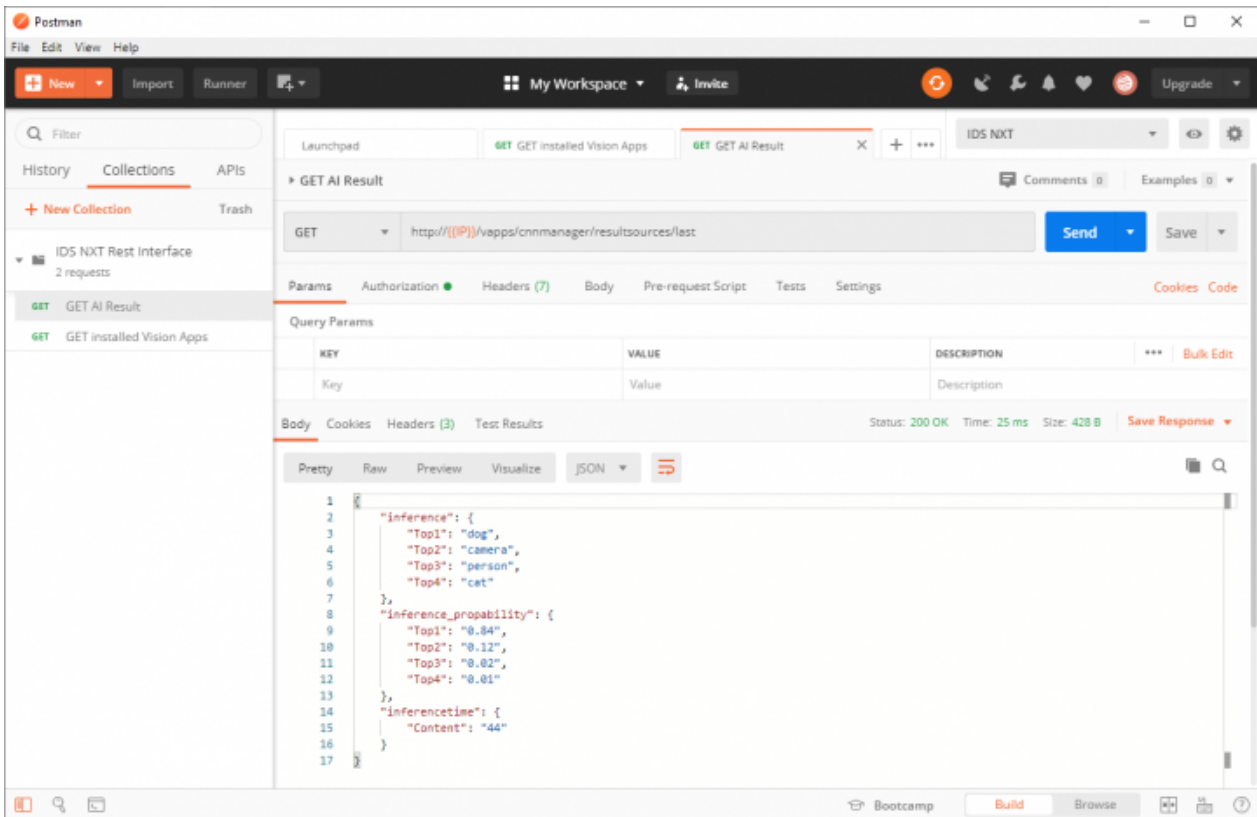 Postman
File Edit View Help
New Import Runner My Workspace Invite Upgrade
Filter
History Collections APIs
+ New Collection Trash
IDS NXT Rest Interface
2 requests
GET GET AI Result
GET GET installed Vision Apps
Launchpad GET GET installed Vision Apps GET GET AI Result IDS NXT
GET AI Result Comments 0 Examples 0
GET http://{{IP}}/vapps/cnnmanager/resultsources/last Send Save
Params Authorization Headers (7) Body Pre-request Script Tests Settings Cookies Code
Query Params
KEY VALUE DESCRIPTION Bulk Edit
Key Value Description
Body Cookies Headers (3) Test Results Status: 200 OK Time: 25 ms Size: 428 B Save Response
Pretty Raw Preview Visualize JSON
1 {
2 "inference": {
3 "Top1": "dog",
4 "Top2": "camera",
5 "Top3": "person",
6 "Top4": "cat"
7 },
8 "inference_propability": {
9 "Top1": "0.84",
10 "Top2": "0.12",
11 "Top3": "0.02",
12 "Top4": "0.01"
13 },
14 "inferencetime": {
15 "Content": "44"
16 }
17 }
Bootcamp Build Browse